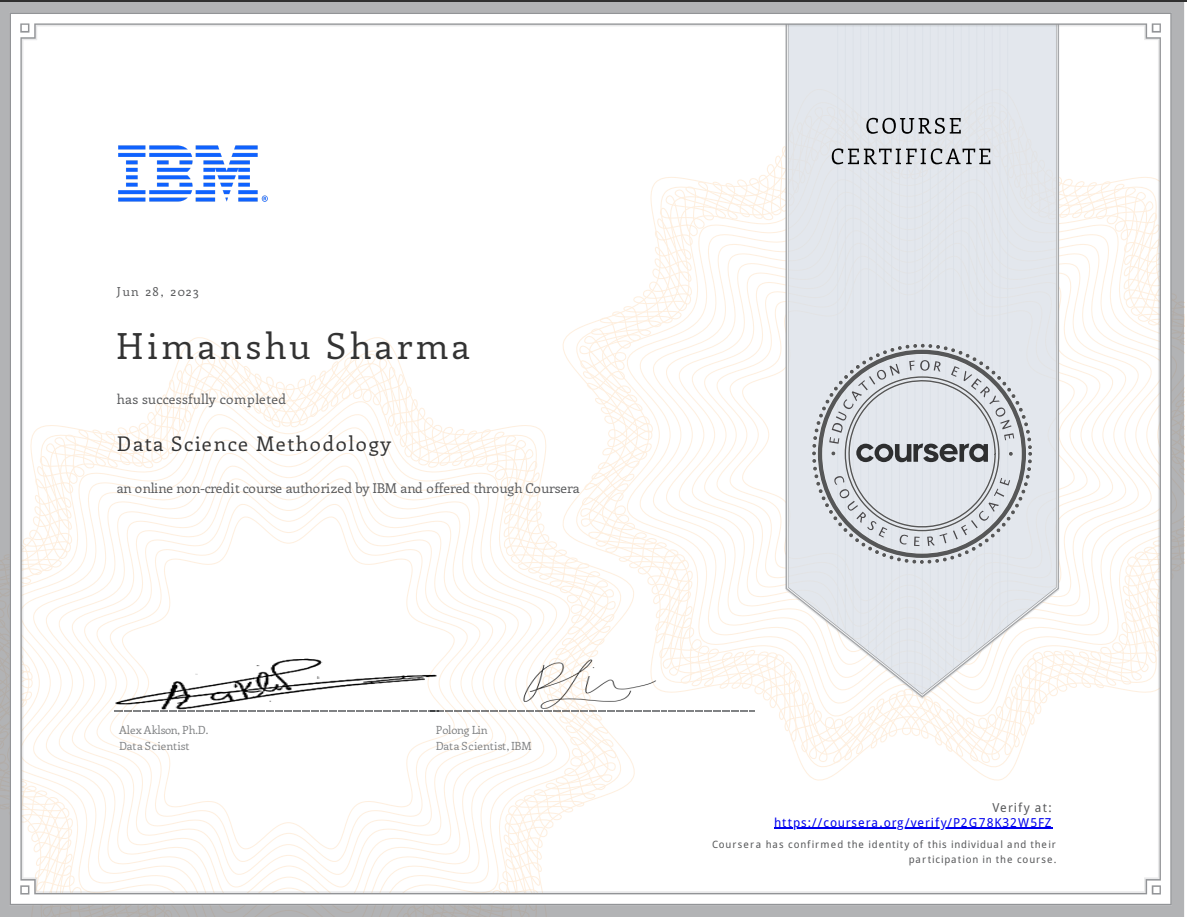 COURSE
CERTIFICATE
IBM®
Jun 28, 2023
Himanshu Sharma
has successfully completed
Data Science Methodology
an online non-credit course authorized by IBM and offered through Coursera
EDUCATION FOR EVERYONE
coursera
COURSE CERTIFICATE
Alex Aklson, Ph.D.
Data Scientist
Polong Lin
Data Scientist, IBM
Verify at:
https://coursera.org/verify/P2G78K32W5FZ
Coursera has confirmed the identity of this individual and their
participation in the course.